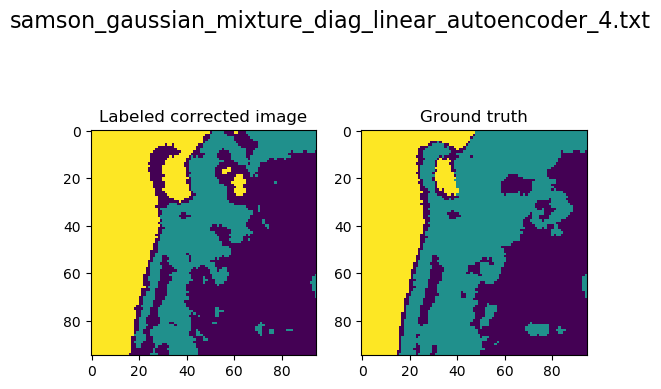 samson_gaussian_mixture_diag_linear_autoencoder_4.txt
Labeled corrected image
Ground truth
0
20
40
60
80
0 20 40 60 80
0
20
40
60
80
0 20 40 60 80